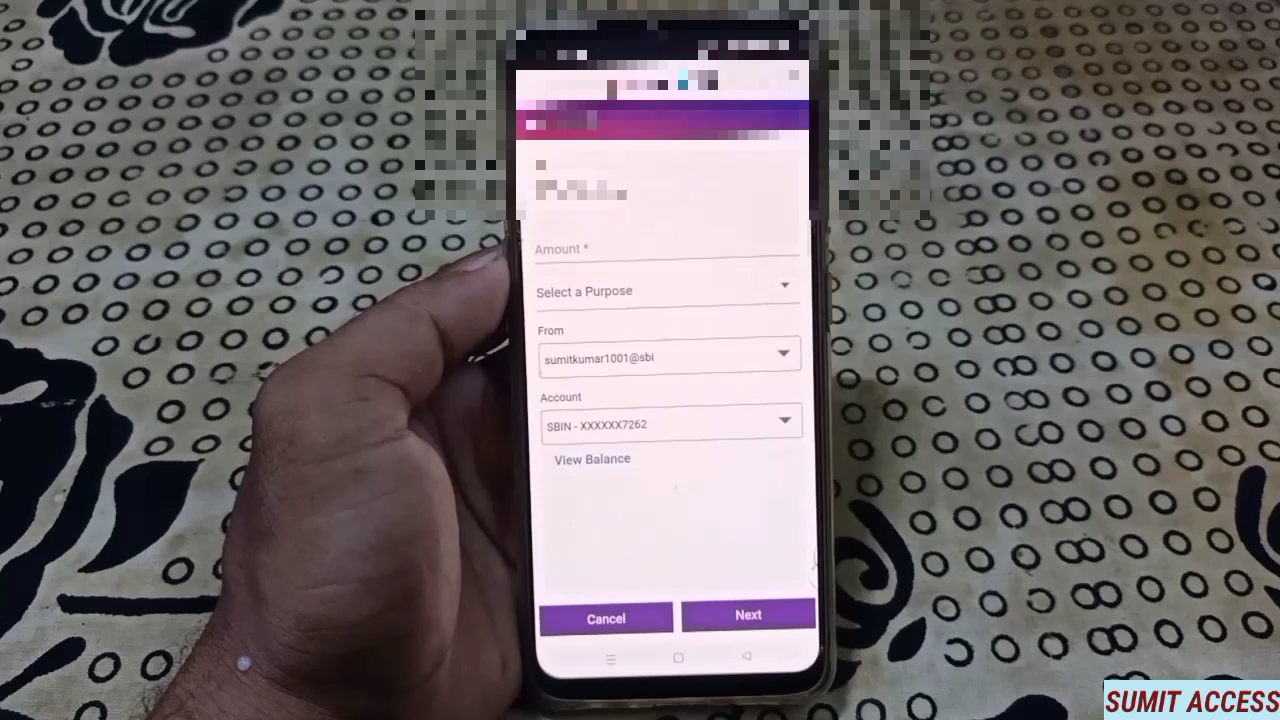 Amount *
Select a Purpose
From
sumitkumar1001@sbi
Account
SBIN - XXXXXX7262
View Balance
Cancel
Next
SUMIT ACCESS